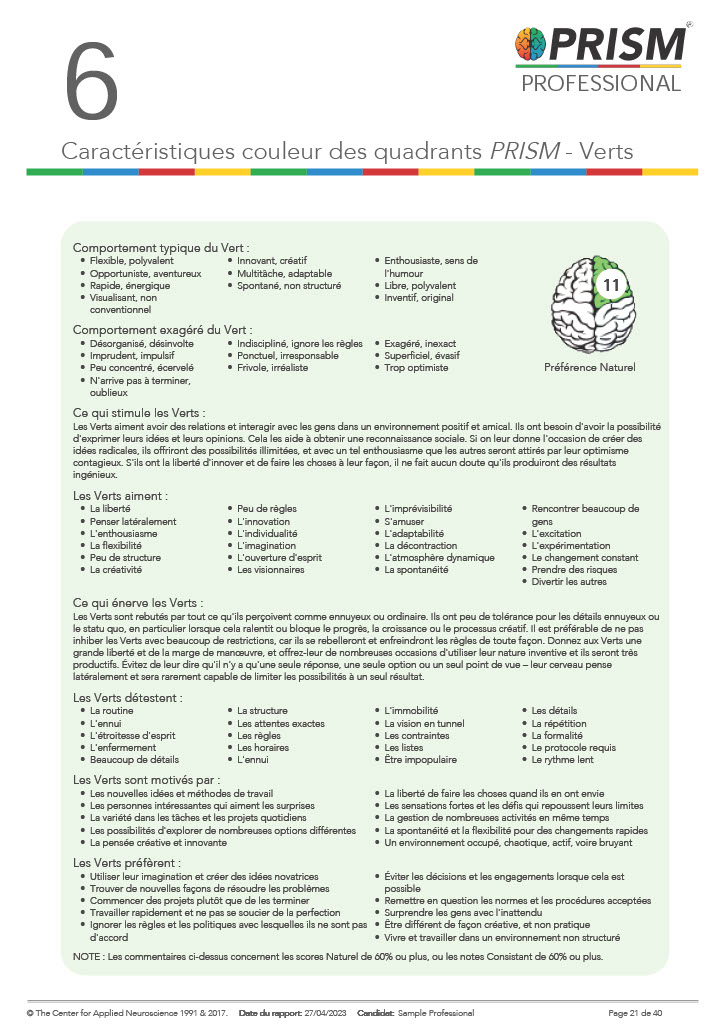 6
PRISM
®
PROFESSIONAL
Caractéristiques couleur des quadrants PRISM - Verts
Comportement typique du Vert :
• Flexible, polyvalent
• Opportuniste, aventureux
• Rapide, énergique
• Visualisant, non
conventionnel
• Innovant, créatif
• Multitâche, adaptable
• Spontané, non structuré
• Enthousiaste, sens de
l'humour
• Libre, polyvalent
• Inventif, original
11
Préférence Naturel
Comportement exagéré du Vert :
• Désorganisé, désinvolte
• Imprudent, impulsif
• Peu concentré, écervelé
• N'arrive pas à terminer,
oublieux
• Indiscipliné, ignore les règles
• Ponctuel, irresponsable
• Frivole, irréaliste
• Exagéré, inexact
• Superficiel, évasif
• Trop optimiste
Ce qui stimule les Verts :
Les Verts aiment avoir des relations et interagir avec les gens dans un environnement positif et amical. Ils ont besoin d'avoir la possibilité
d'exprimer leurs idées et leurs opinions. Cela les aide à obtenir une reconnaissance sociale. Si on leur donne l'occasion de créer des
idées radicales, ils offriront des possibilités illimitées, et avec un tel enthousiasme que les autres seront attirés par leur optimisme
contagieux. S'ils ont la liberté d'innover et de faire les choses à leur façon, il ne fait aucun doute qu'ils produiront des résultats
ingénieux.
Les Verts aiment :
• La liberté
• Penser latéralement
• L'enthousiasme
• La flexibilité
• Peu de structure
• La créativité
• Peu de règles
• L'innovation
• L'individualité
• L'imagination
• L'ouverture d'esprit
• Les visionnaires
• L'imprévisibilité
• S'amuser
• L'adaptabilité
• La décontraction
• L'atmosphère dynamique
• La spontanéité
• Rencontrer beaucoup de
gens
• L'excitation
• L'expérimentation
• Le changement constant
• Prendre des risques
• Divertir les autres
Ce qui énerve les Verts :
Les Verts sont rebutés par tout ce qu'ils perçoivent comme ennuyeux ou ordinaire. Ils ont peu de tolérance pour les détails ennuyeux ou
le statu quo, en particulier lorsque cela ralentit ou bloque le progrès, la croissance ou le processus créatif. Il est préférable de ne pas
inhiber les Verts avec beaucoup de restrictions, car ils se rebelleront et enfreindront les règles de toute façon. Donnez aux Verts une
grande liberté et de la marge de manœuvre, et offrez-leur de nombreuses occasions d'utiliser leur nature inventive et ils seront très
productifs. Évitez de leur dire qu'il n'y a qu'une seule réponse, une seule option ou un seul point de vue – leur cerveau pense
latéralement et sera rarement capable de limiter les possibilités à un seul résultat.
Les Verts détestent :
• La routine
• L'ennui
• L'étroitesse d'esprit
• L'enfermement
• Beaucoup de détails
• La structure
• Les attentes exactes
• Les règles
• Les horaires
• L'ennui
• L'immobilité
• La vision en tunnel
• Les contraintes
• Les listes
• Être impopulaire
• Les détails
• La répétition
• La formalité
• Le protocole requis
• Le rythme lent
Les Verts sont motivés par :
• Les nouvelles idées et méthodes de travail
• Les personnes intéressantes qui aiment les surprises
• La variété dans les tâches et les projets quotidiens
• Les possibilités d'explorer de nombreuses options différentes
• La pensée créative et innovante
• La liberté de faire les choses quand ils en ont envie
• Les sensations fortes et les défis qui repoussent leurs limites
• La gestion de nombreuses activités en même temps
• La spontanéité et la flexibilité pour des changements rapides
• Un environnement occupé, chaotique, actif, voire bruyant
Les Verts préfèrent :
• Utiliser leur imagination et créer des idées novatrices
• Trouver de nouvelles façons de résoudre les problèmes
• Commencer des projets plutôt que de les terminer
• Travailler rapidement et ne pas se soucier de la perfection
• Ignorer les règles et les politiques avec lesquelles ils ne sont pas
d'accord
• Éviter les décisions et les engagements lorsque cela est
possible
• Remettre en question les normes et les procédures acceptées
• Surprendre les gens avec l'inattendu
• Être différent de façon créative, et non pratique
• Vivre et travailler dans un environnement non structuré
NOTE : Les commentaires ci-dessus concernent les scores Naturel de 60% ou plus, ou les notes Consistant de 60% ou plus.
© The Center for Applied Neuroscience 1991 & 2017. Date du rapport: 27/04/2023 Candidat: Sample Professional Page 21 de 40